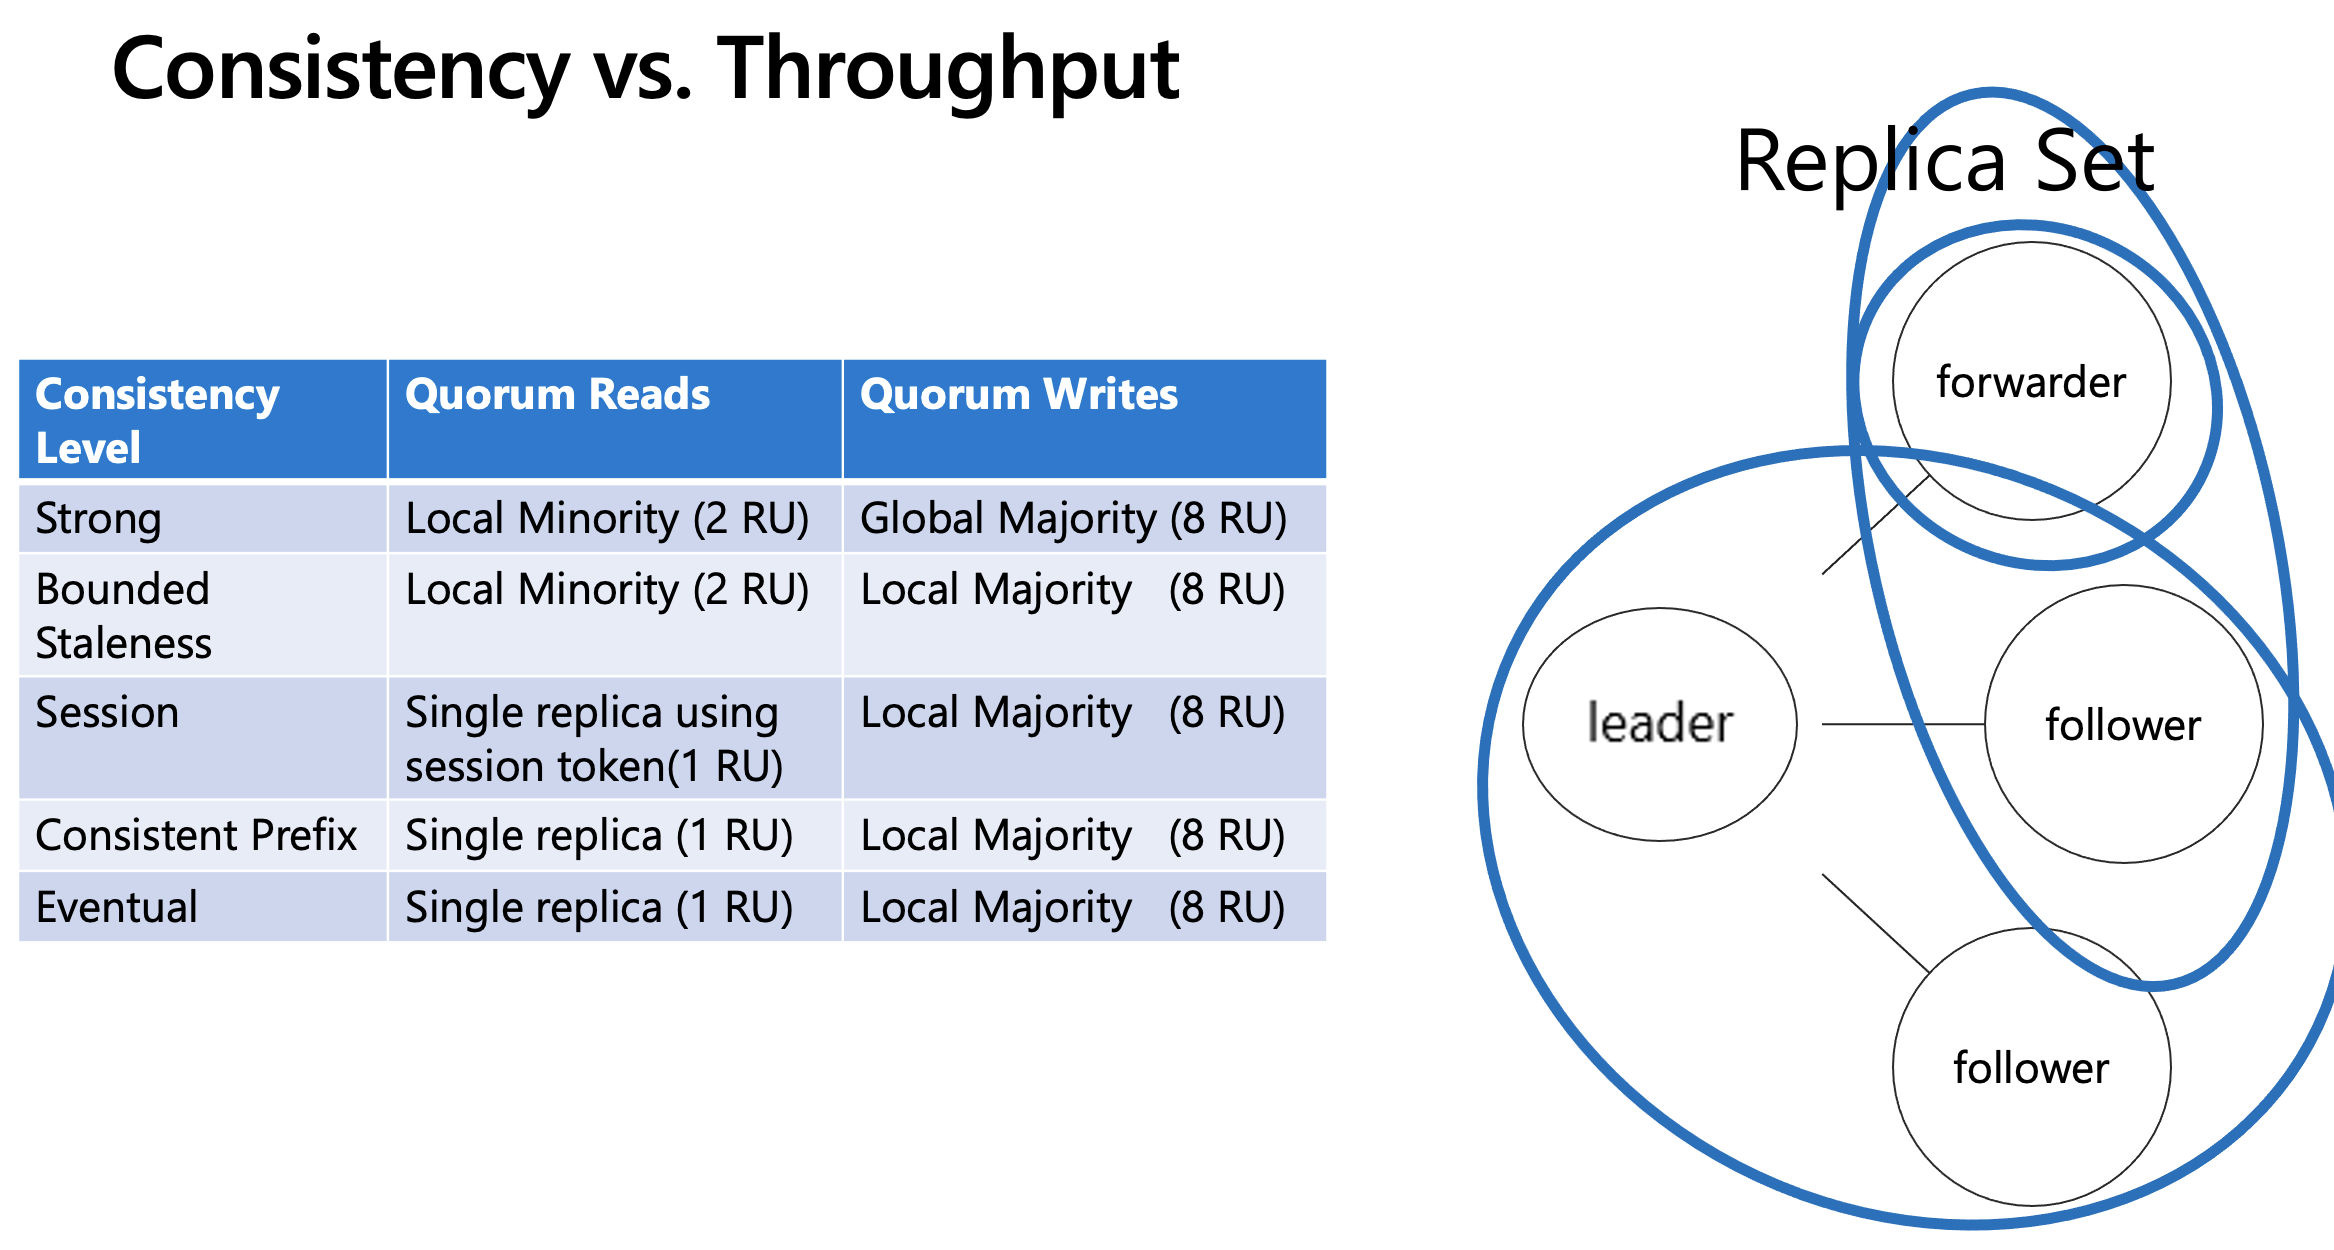 Consistency vs. Throughput
Replica Set
Consistency
Level
Quorum Reads
Quorum Writes
Strong
Local Minority (2 RU)
Global Majority (8 RU)
Bounded
Staleness
Local Minority (2 RU)
Local Majority (8 RU)
Session
Single replica using
session token(1 RU)
Local Majority (8 RU)
Consistent Prefix
Single replica (1 RU)
Local Majority (8 RU)
Eventual
Single replica (1 RU)
Local Majority (8 RU)
forwarder
leader
follower
follower